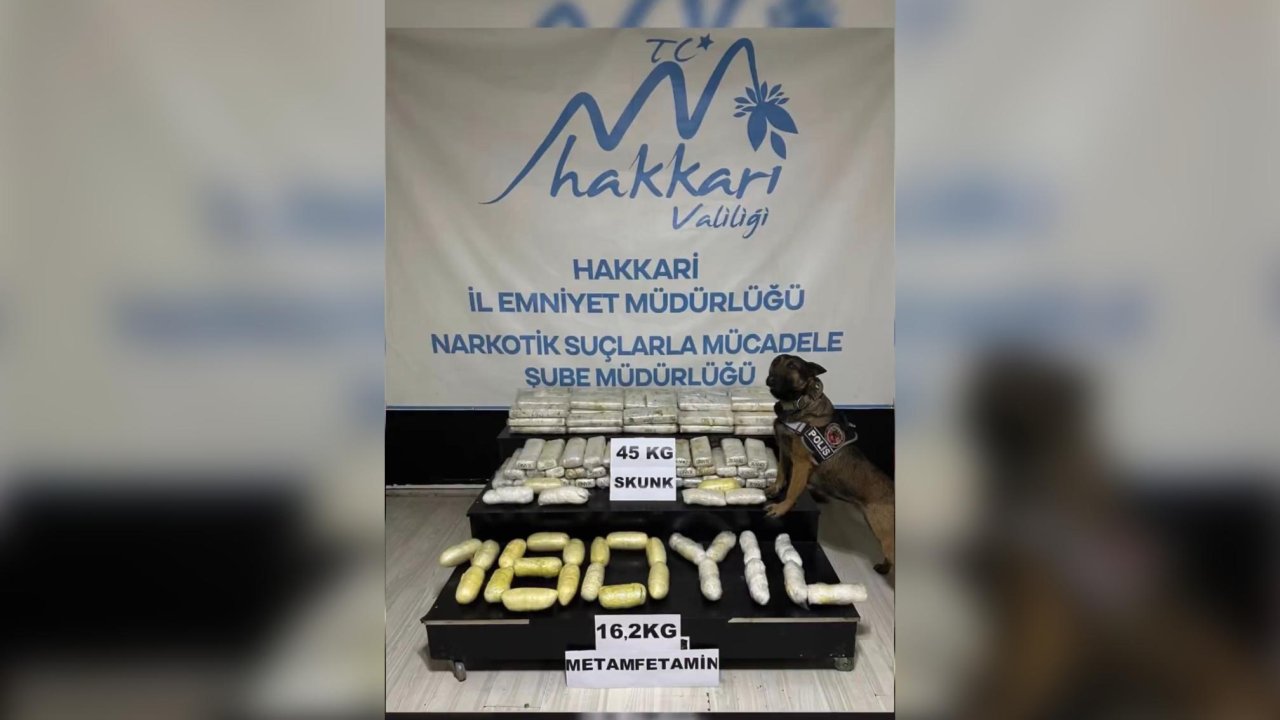 TC
hakkari
Valiliği
HAKKARİ
İL EMNİYET MÜDÜRLÜĞÜ
NARKOTİK SUÇLARLA MÜCADELE
ŞUBE MÜDÜRLÜĞÜ
POLİS
45 KG
SKUNK
180 YIL
16,2KG
METAMFETAMİN